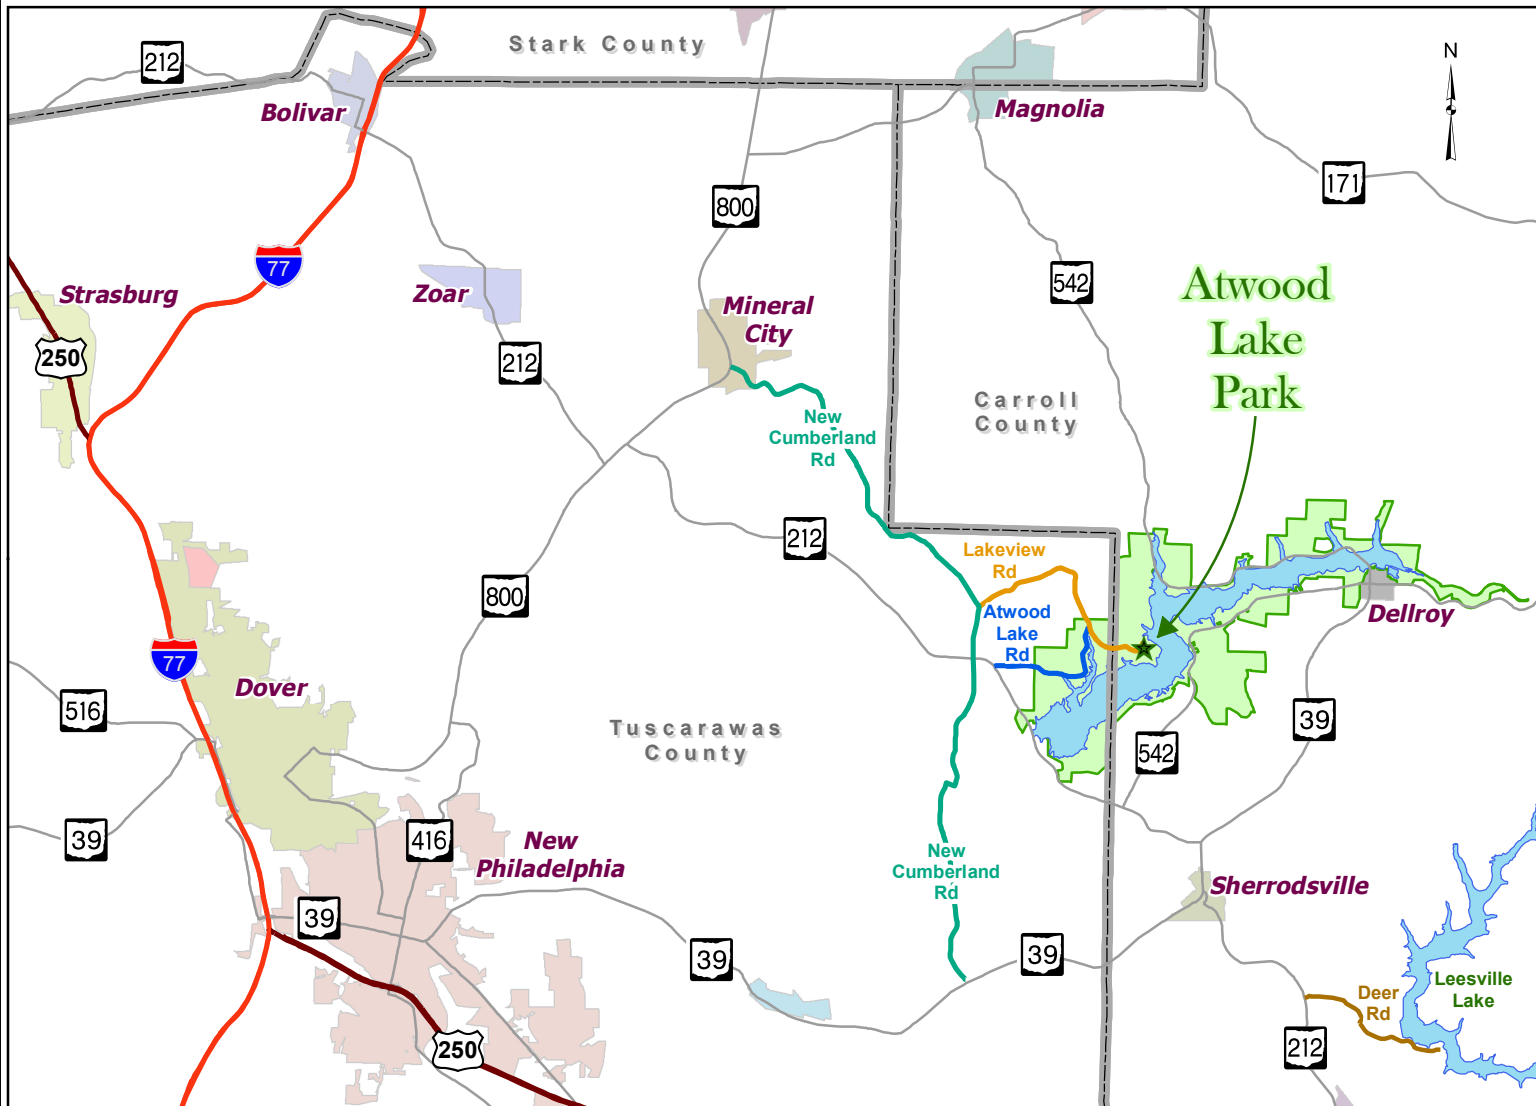 Stark County
N
212
Bolivar
Magnolia
171
800
77
542
Atwood
Lake
Park
Strasburg
Zoar
Mineral
City
250
212
Carroll
County
New
Cumberland
Rd
212
Lakeview
Rd
800
Atwood
Lake
Rd
Dellroy
77
Dover
516
39
Tuscarawas
County
542
39
416
New
Philadelphia
New
Cumberland
Rd
Sherrodsville
39
39
39
Deer
Rd
Leesville
Lake
250
212